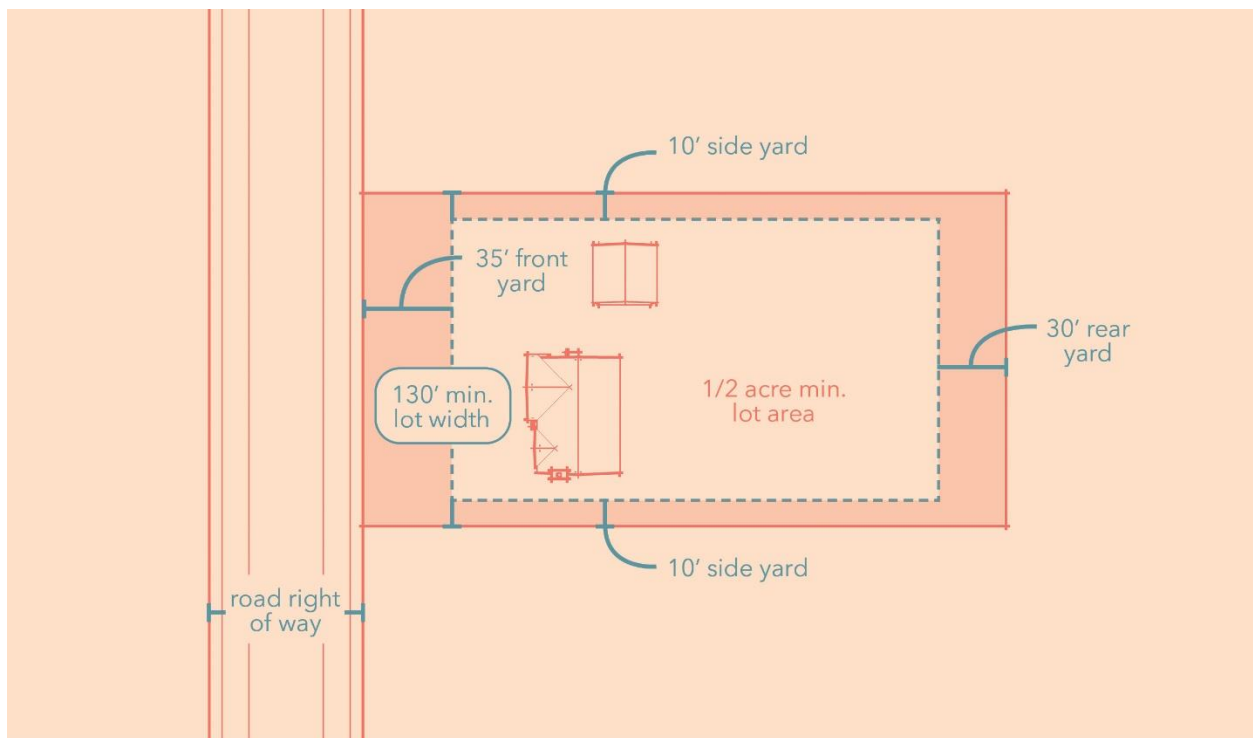 10’ side yard
35’ front
yard
30’ rear
yard
130’ min.
lot width
1/2 acre min.
lot area
10’ side yard
road right
of way